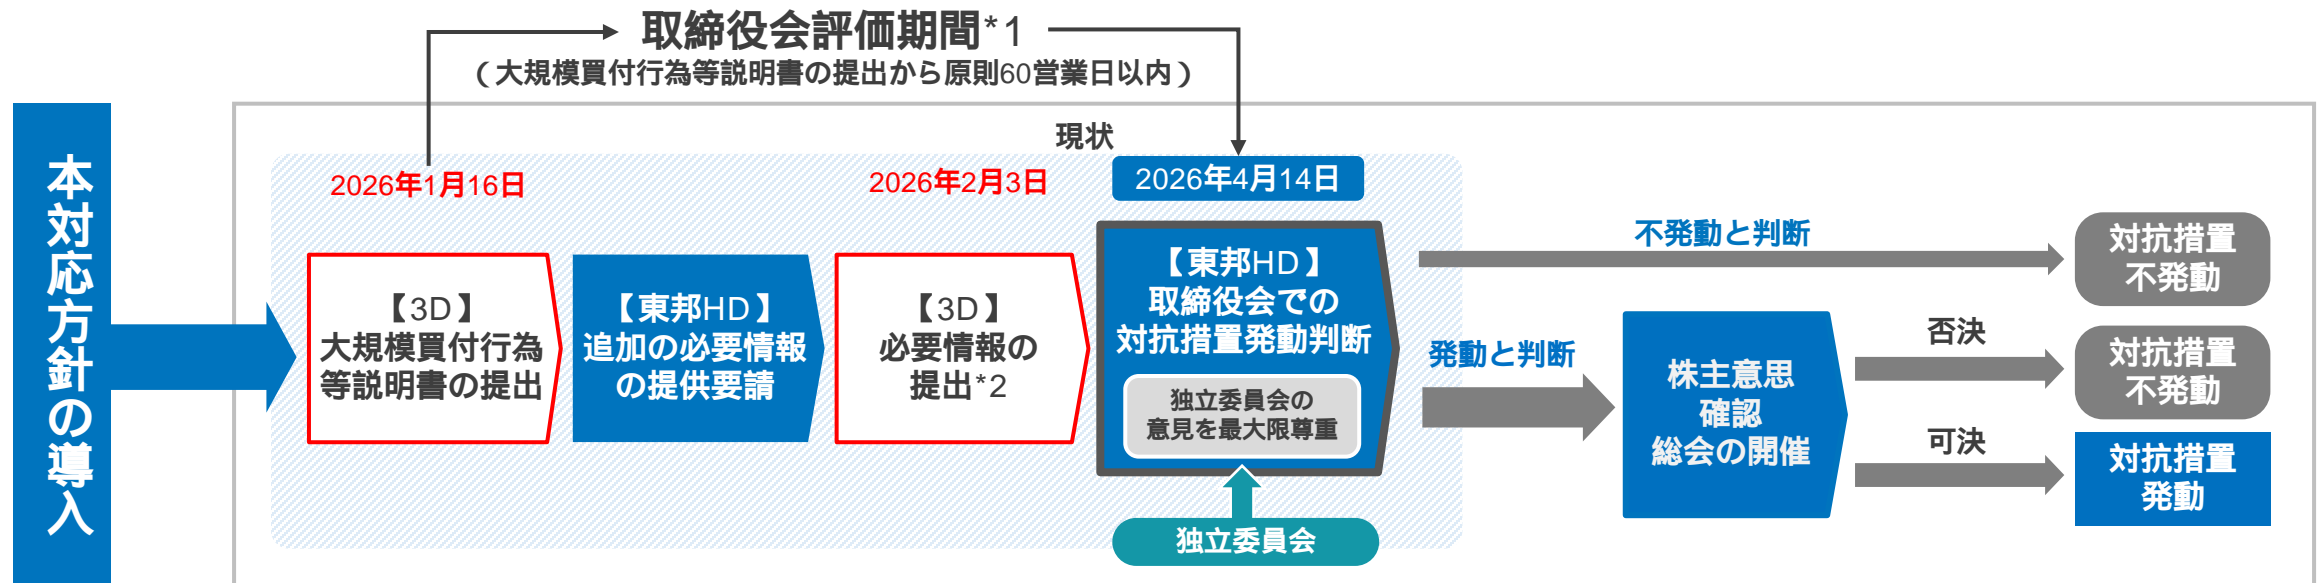 取締役会評価期間*1
（大規模買付行為等説明書の提出から原則60営業日以内）
本対応方針の導入
現状
2026年1月16日
2026年2月3日
2026年4月14日
【3D】
大規模買付行為
等説明書の提出
【東邦HD】
追加の必要情報
の提供要請
【3D】
必要情報の
提出*2
【東邦HD】
取締役会での
対抗措置発動判断
独立委員会の
意見を最大限尊重
独立委員会
不発動と判断
対抗措置
不発動
発動と判断
株主意思
確認
総会の開催
否決
対抗措置
不発動
可決
対抗措置
発動